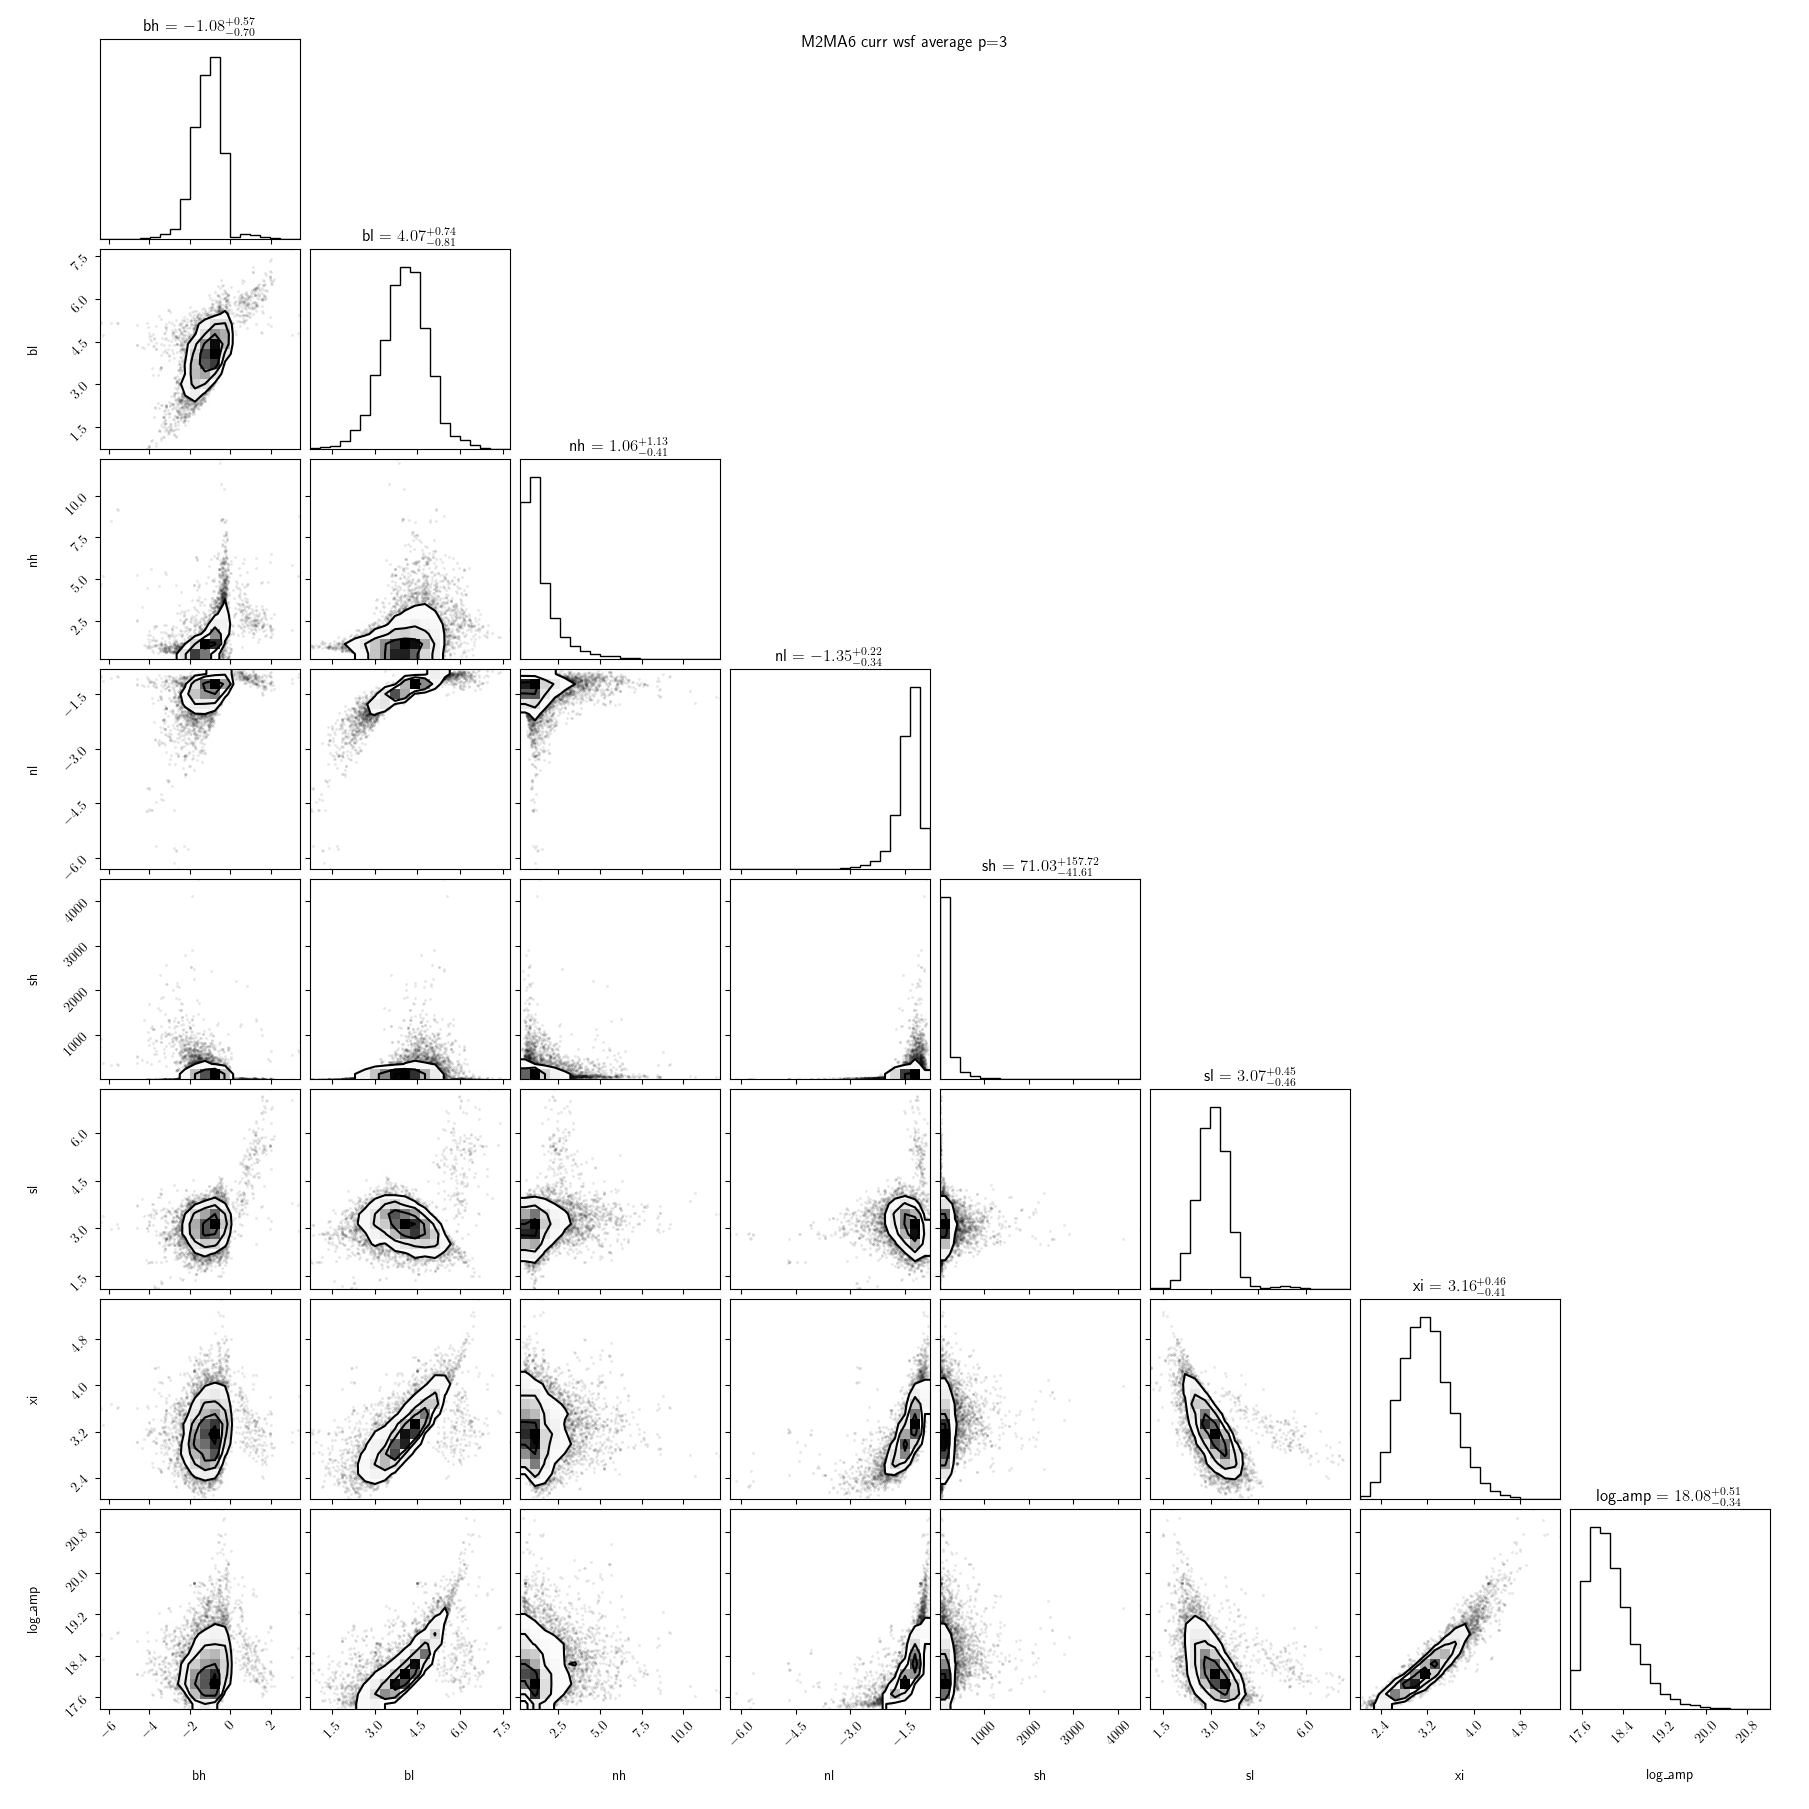 M2MA6 curr wsf average p=3
bh = −1.08 +0.57 −0.70
bl = 4.07 +0.74 −0.81
7.5
6.0
4.5
3.0
1.5
bl
nh = 1.06 +1.13 −0.41
10.0
7.5
5.0
2.5
nh
nl = −1.35 +0.22 −0.34
−1.5
−3.0
−4.5
−6.0
nl
sh = 71.03 +157.72 −41.61
4000
3000
2000
1000
sh
sl = 3.07 +0.45 −0.46
6.0
4.5
3.0
1.5
sl
xi = 3.16 +0.46 −0.41
4.8
4.0
3.2
2.4
xi
log_amp = 18.08 +0.51 −0.34
20.8
20.0
19.2
18.4
17.6
log_amp
−6 −4 −2 0 2
1.5 3.0 4.5 6.0 7.5
2.5 5.0 7.5 10.0
−6.0 −4.5 −3.0 −1.5
1000 2000 3000 4000
1.5 3.0 4.5 6.0
2.4 3.2 4.0 4.8
17.6 18.4 19.2 20.0 20.8
bh bl nh nl sh sl xi log_amp